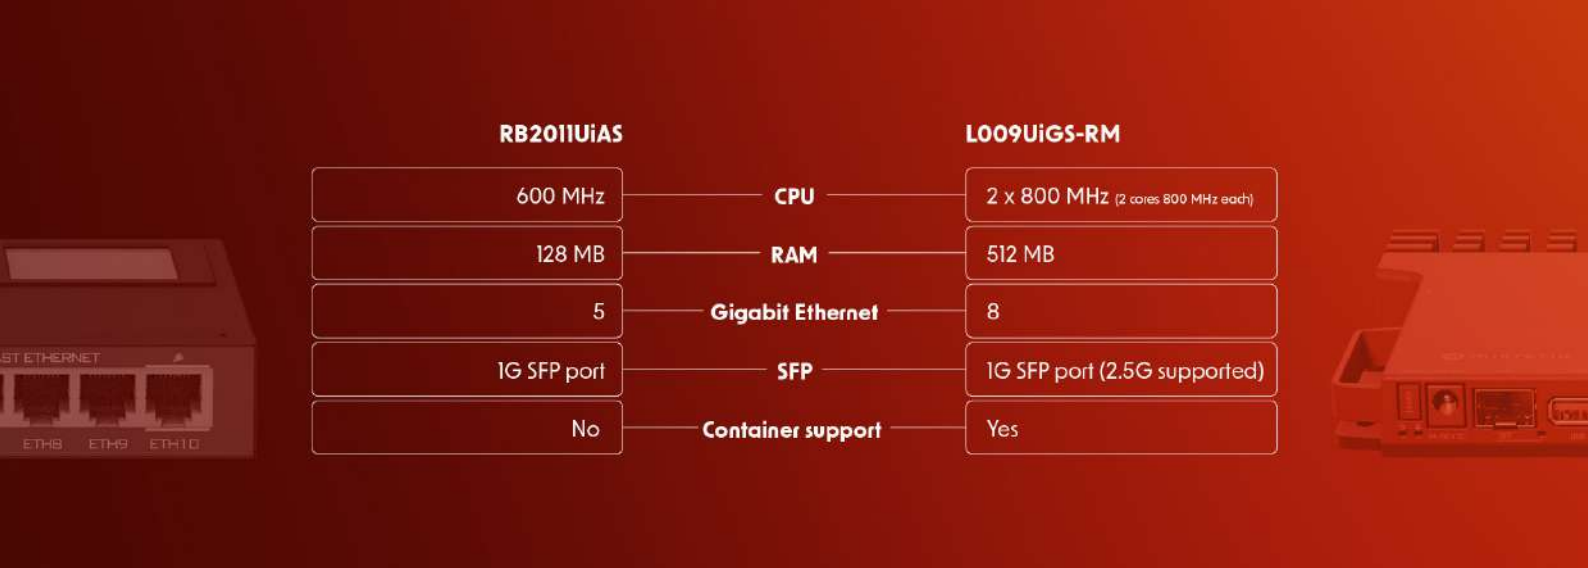 RB2011UiAS L009UiGS-RM
600 MHz CPU 2 x 800 MHz (2 cores 800 MHz each)
128 MB RAM 512 MB
5 Gigabit Ethernet 8
1G SFP port SFP 1G SFP port (2.5G supported)
No Container support Yes
ETHERNET
ETH8 ETH9 ETH10